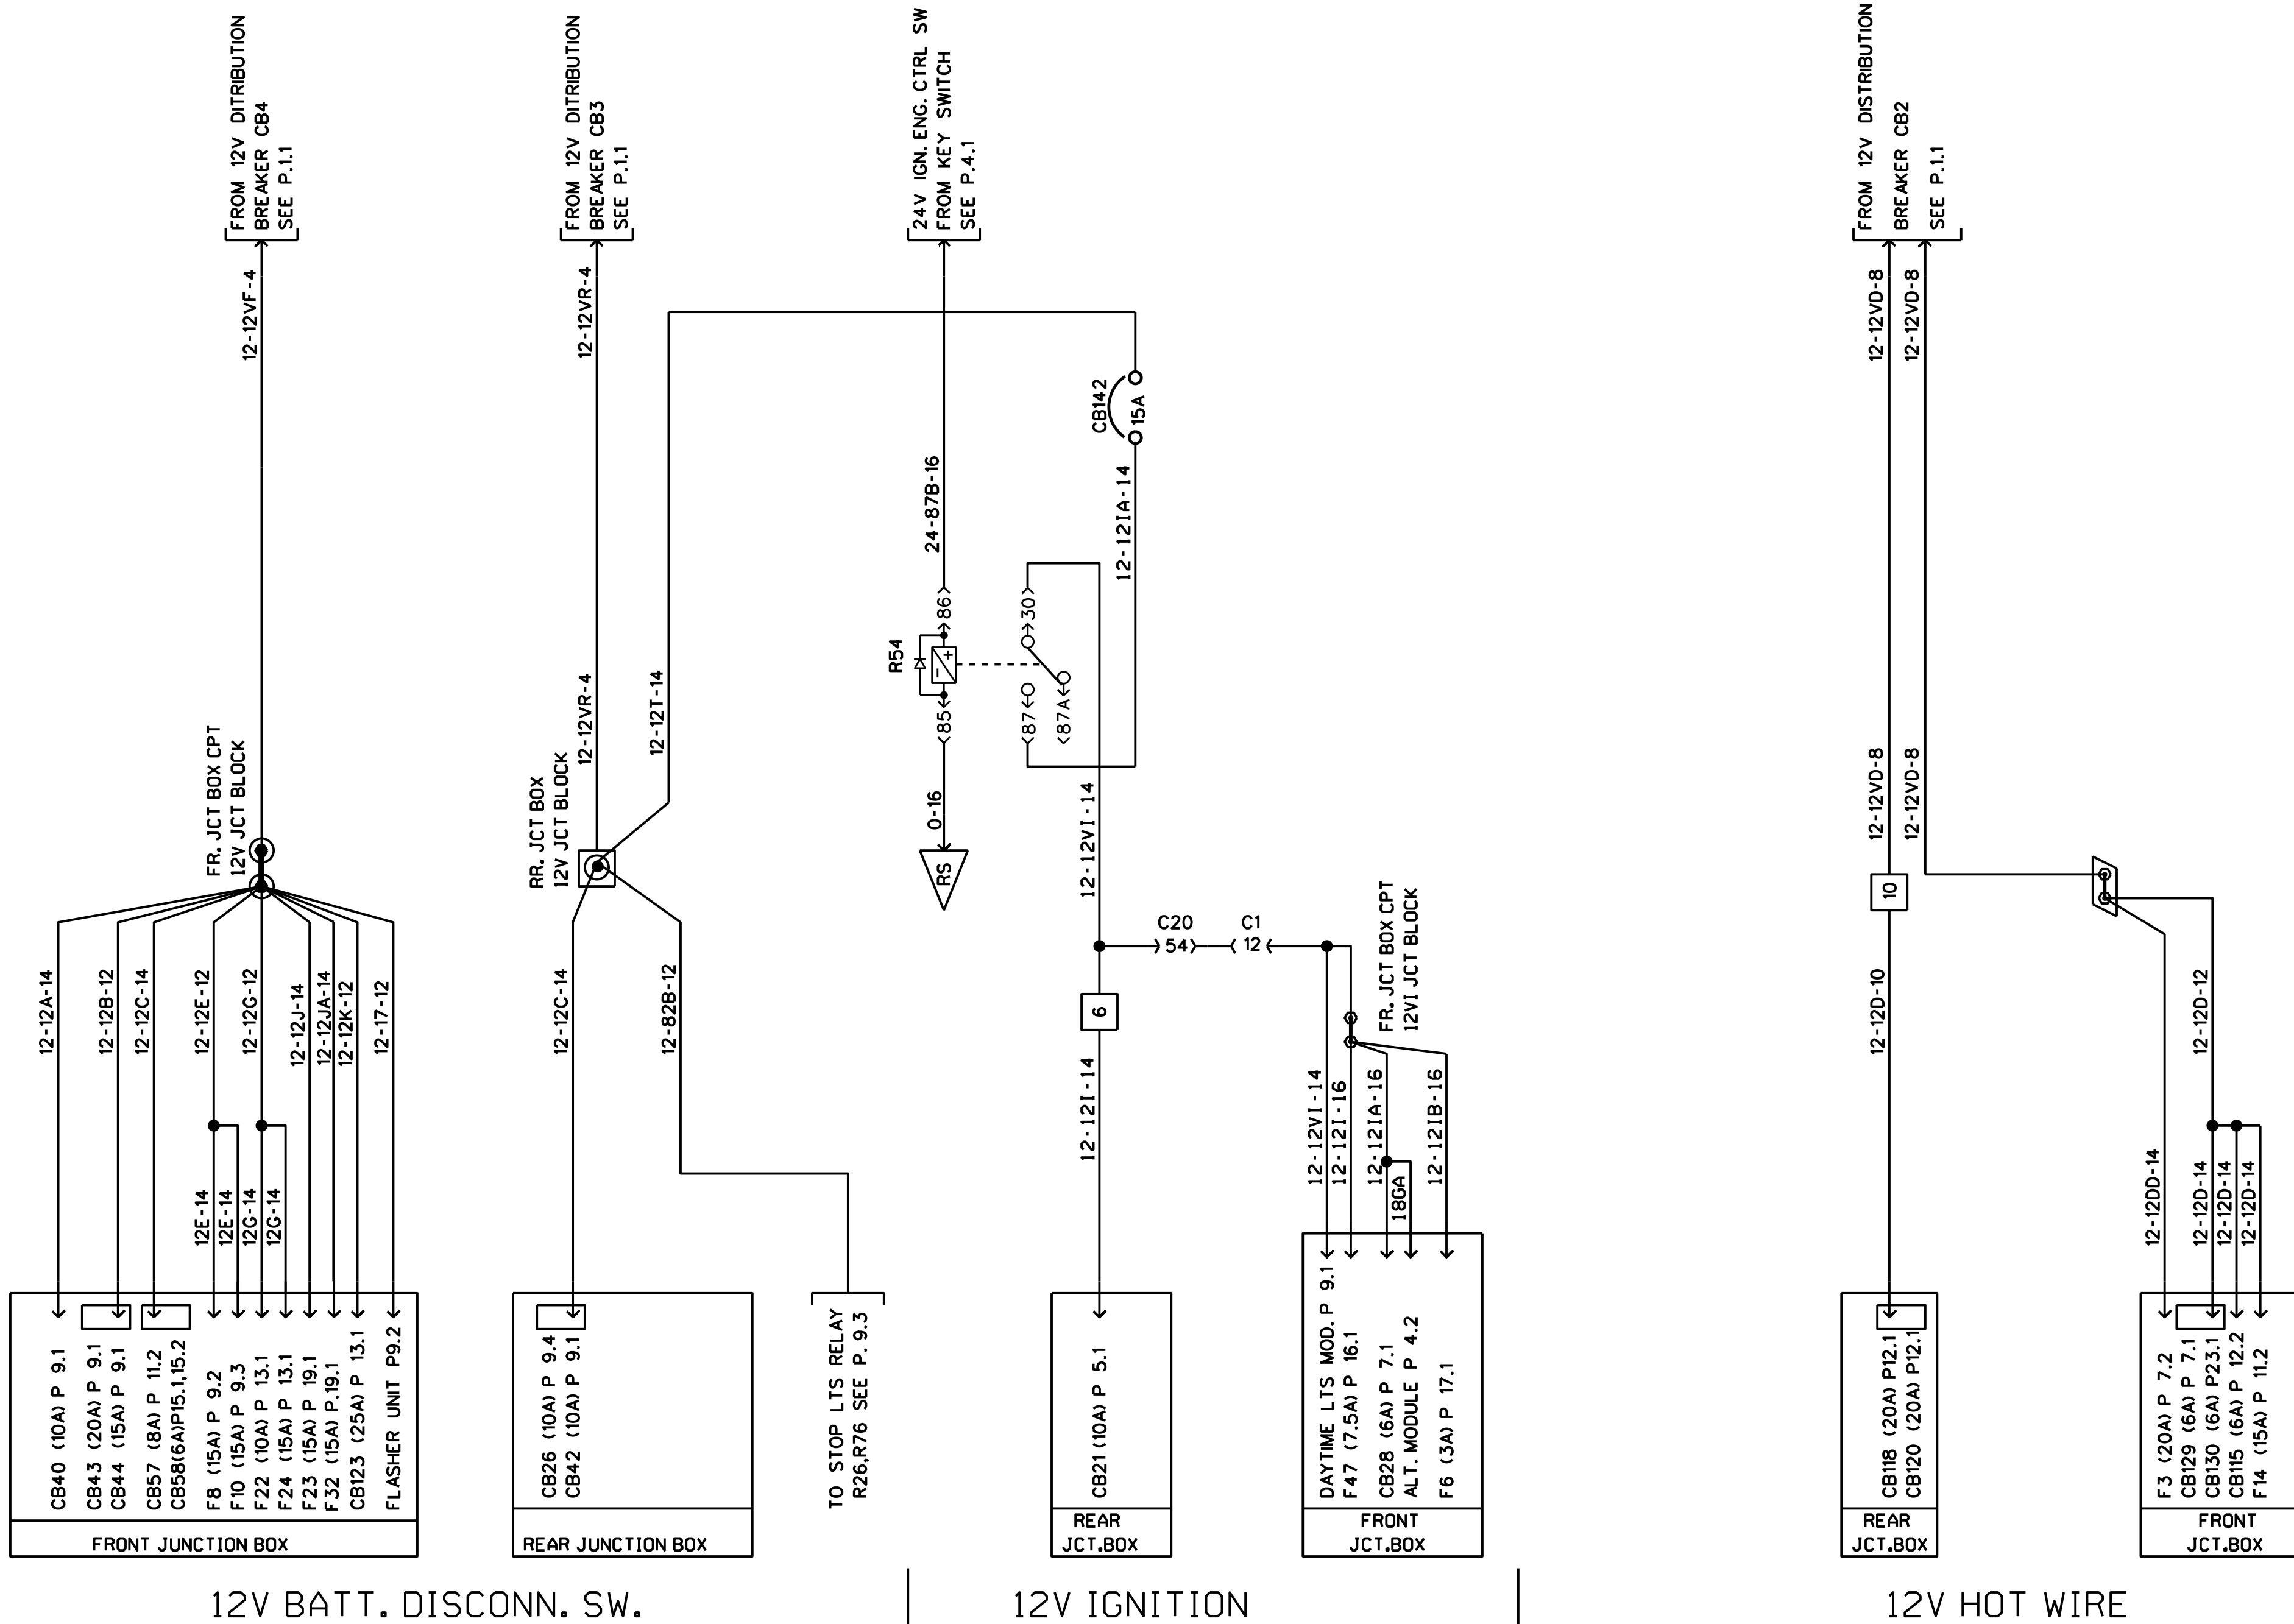 FROM 12V DITRIBUTION
BREAKER CB4
SEE P.1.1
12-12VF-4
FR. JCT BOX CPT
12V JCT BLOCK
12-12A-14
12-12B-12
12-12C-14
12-12E-12
12-12G-12
12-12J-14
12-12JA-14
12-12K-12
12-17-12
12E-14
12E-14
12G-14
12G-14
CB40 (10A) P 9.1
CB43 (20A) P 9.1
CB44 (15A) P 9.1
CB57 (8A) P 11.2
CB58(6A)P15.1,15.2
F8 (15A) P 9.2
F10 (15A) P 9.3
F22 (10A) P 13.1
F24 (15A) P 13.1
F23 (15A) P 19.1
F32 (15A) P.19.1
CB123 (25A) P 13.1
FLASHER UNIT P9.2
FRONT JUNCTION BOX
FROM 12V DITRIBUTION
BREAKER CB3
SEE P.1.1
12-12VR-4
12-12VR-4
12-12T-14
RR. JCT BOX
12V JCT BLOCK
12-12C-14
12-82B-12
CB26 (10A) P 9.4
CB42 (10A) P 9.1
REAR JUNCTION BOX
TO STOP LTS RELAY
R26,R76 SEE P. 9.3
12V BATT. DISCONN. SW.
24V IGN. ENG. CTRL SW
FROM KEY SWITCH
SEE P.4.1
24-87B-16
CB142
15A
12-12IA-14
R54
86
85
30
87
87A
+
-
0-16
RS
12-12VI-14
C20
54
C1
12
6
12-12I-14
FR. JCT BOX CPT
12VI JCT BLOCK
12-12VI-14
12-12I-16
12-12IA-16
18GA
12-12IB-16
CB21 (10A) P 5.1
REAR
JCT.BOX
DAYTIME LTS MOD. P 9.1
F47 (7.5A) P 16.1
CB28 (6A) P 7.1
ALT. MODULE P 4.2
F6 (3A) P 17.1
FRONT
JCT.BOX
12V IGNITION
FROM 12V DISTRIBUTION
BREAKER CB2
SEE P.1.1
12-12VD-8
12-12VD-8
12-12VD-8
12-12VD-8
10
12-12D-10
12-12D-12
12-12DD-14
12-12D-14
12-12D-14
12-12D-14
CB118 (20A) P12.1
CB120 (20A) P12.1
REAR
JCT.BOX
F3 (20A) P 7.2
CB129 (6A) P 7.1
CB130 (6A) P23.1
CB115 (6A) P 12.2
F14 (15A) P 11.2
FRONT
JCT.BOX
12V HOT WIRE